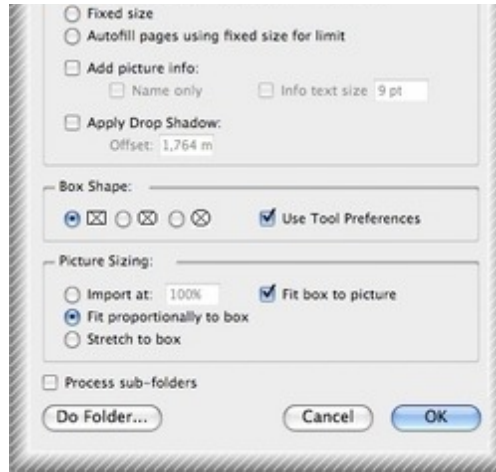 Fixed size
Autofill pages using fixed size for limit
Add picture info:
Name only Info text size 9 pt
Apply Drop Shadow:
Offset: 1,764 m
Box Shape:
Use Tool Preferences
Picture Sizing:
Import at: 100% Fit box to picture
Fit proportionally to box
Stretch to box
Process sub-folders
Do Folder... Cancel OK